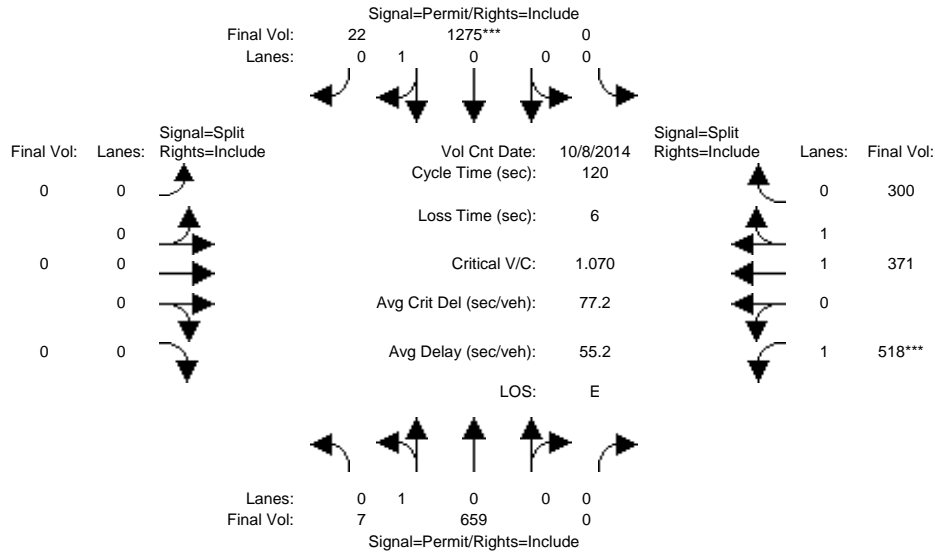 Signal=Permit/Rights=Include
Final Vol: 22 1275*** 0
Lanes: 0 1 0 0 0
Signal=Split Signal=Split
Final Vol: Lanes: Rights=Include Vol Cnt Date: 10/8/2014 Rights=Include Lanes: Final Vol:
0 0 Cycle Time (sec): 120 0 300
Loss Time (sec): 6
0 1
0 0 Critical V/C: 1.070 1 371
0 Avg Crit Del (sec/veh): 77.2 0
0 0 Avg Delay (sec/veh): 55.2 1 518***
LOS: E
Lanes: 0 1 0 0 0
Final Vol: 7 659 0
Signal=Permit/Rights=Include